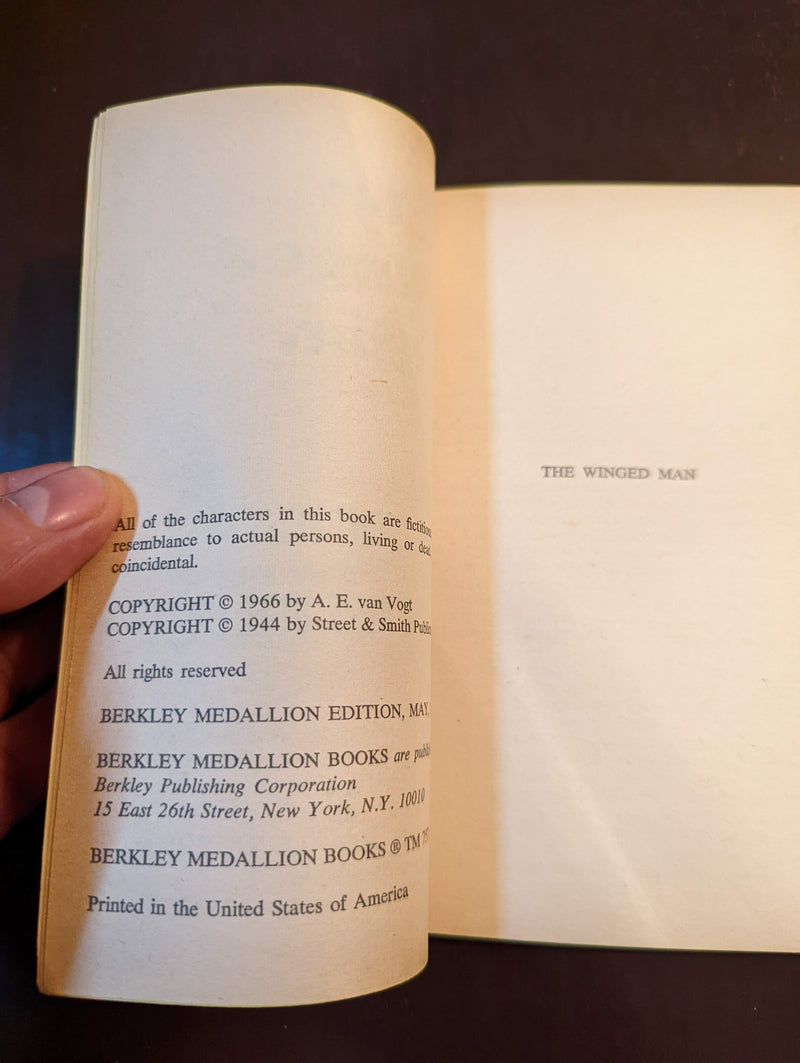 All of the characters in this book are
resemblance to actual persons, living or
coincidental.
COPYRIGHT © 1966 by A. E. van Vogt
COPYRIGHT © 1944 by Street & Smith
All rights reserved
BERKLEY MEDALLION EDITION, MAY,
BERKLEY MEDALLION BOOKS are
Berkley Publishing Corporation
15 East 26th Street, New York, N.Y. 10010
BERKLEY MEDALLION BOOKS ® TM
Printed in the United States of America
THE WINGED MAN